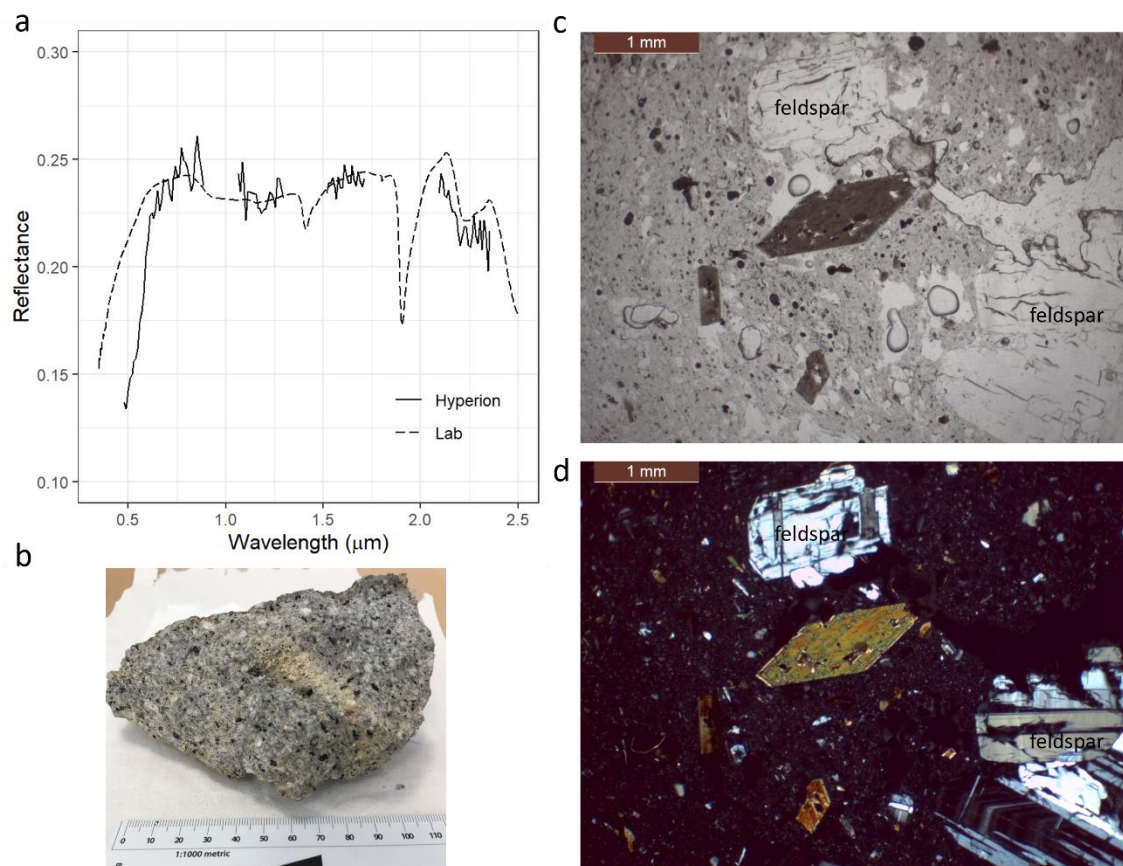 a
0.30
0.25
0.20
0.15
0.10
Reflectance
Hyperion
Lab
0.5 1.0 1.5 2.0 2.5
Wavelength (μm)
b
0 10 20 30 40 50 60 70 80 90 100 110
1:1000 metric
c
1 mm
feldspar
feldspar
d
1 mm
feldspar
feldspar